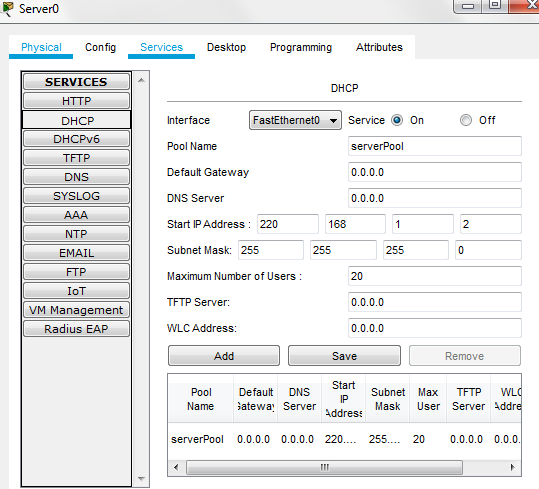 Server0
Physical Config Services Desktop Programming Attributes
SERVICES
HTTP
DHCP
DHCPv6
TFTP
DNS
SYSLOG
AAA
NTP
EMAIL
FTP
IoT
VM Management
Radius EAP
DHCP
Interface FastEthernet0 Service On Off
Pool Name serverPool
Default Gateway 0.0.0.0
DNS Server 0.0.0.0
Start IP Address : 220 168 1 2
Subnet Mask: 255 255 255 0
Maximum Number of Users : 20
TFTP Server: 0.0.0.0
WLC Address: 0.0.0.0
Add Save Remove
Pool Name Default Gateway DNS Server Start IP Address Subnet Mask Max User TFTP Server WLC Addre
serverPool 0.0.0.0 0.0.0.0 220.... 255.... 20 0.0.0.0 0.0.0.